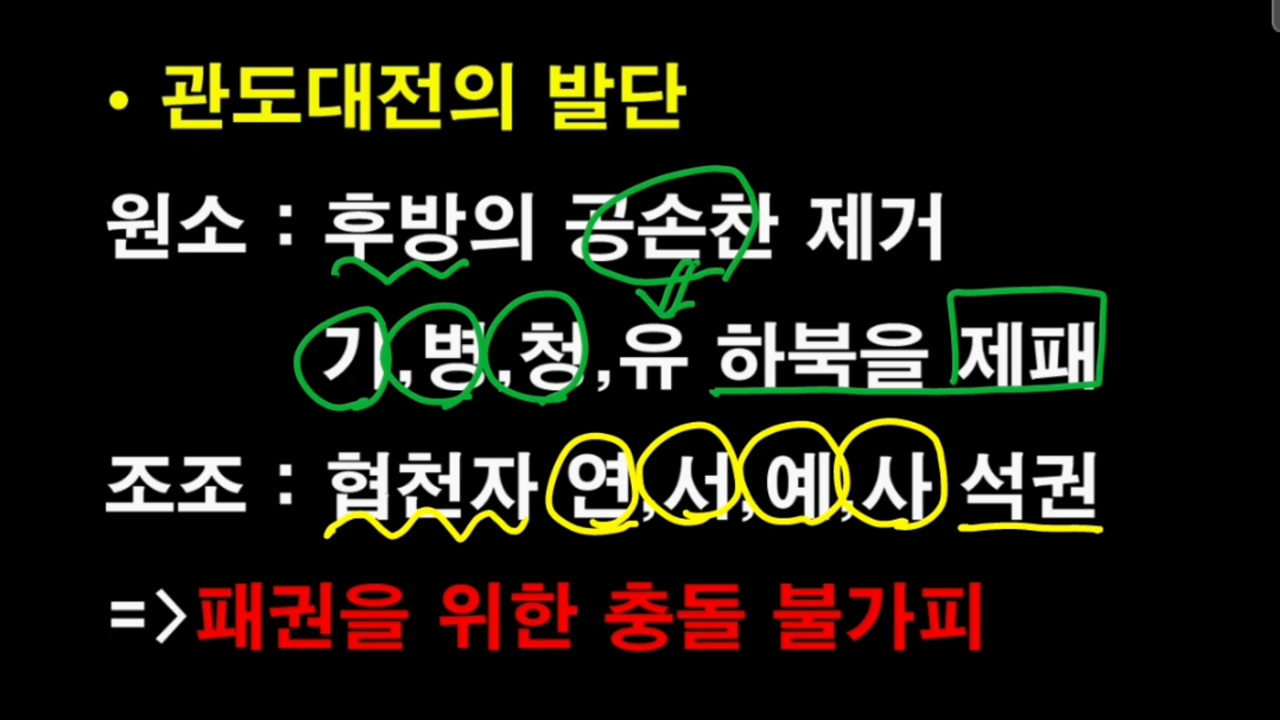 • 관도대전의 발단
원소 : 후방의 공손찬 제거
기,병,청,유 하북을 제패
조조 : 협천자 연,서,예,사 석권
=>패권을 위한 충돌 불가피